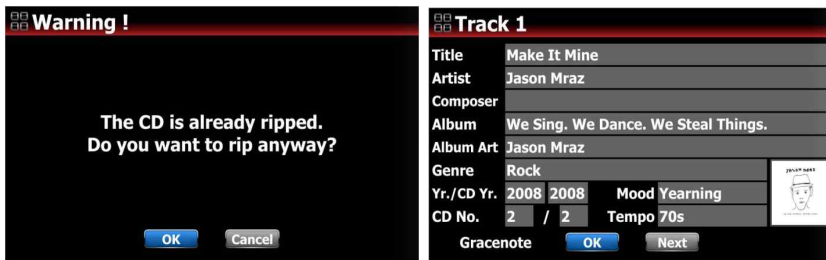 Warning !
The CD is already ripped.
Do you want to rip anyway?
OK Cancel
Track 1
Title Make It Mine
Artist Jason Mraz
Composer
Album We Sing. We Dance. We Steal Things.
Album Art Jason Mraz
Genre Rock
Yr./CD Yr. 2008 2008 Mood Yearning
CD No. 2 / 2 Tempo 70s
Gracenote OK Next
JASON MRAZ